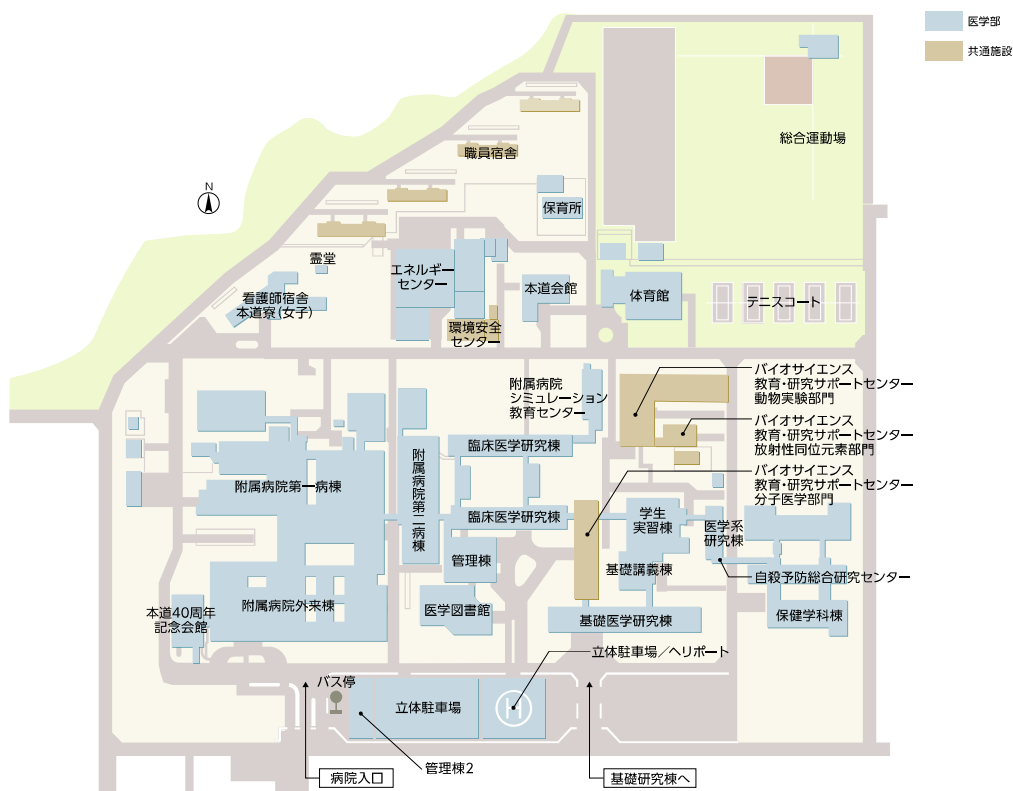 医学部
共通施設
総合運動場
職員宿舎
N
保育所
霊堂
エネルギー
センター
本道会館
体育館
テニスコート
看護師宿舎
本道寮(女子)
環境安全
センター
バイオサイエンス
教育・研究サポートセンター
動物実験部門
附属病院
シミュレーション
教育センター
バイオサイエンス
教育・研究サポートセンター
放射性同位元素部門
臨床医学研究棟
バイオサイエンス
教育・研究サポートセンター
分子医学部門
附属病院第一病棟
附属病院第二病棟
臨床医学研究棟
学生
実習棟
医学系
研究棟
管理棟
基礎講義棟
自殺予防総合研究センター
附属病院外来棟
医学図書館
保健学科棟
本道40周年
記念会館
基礎医学研究棟
立体駐車場/ヘリポート
バス停
立体駐車場
H
管理棟2
病院入口
基礎研究棟へ